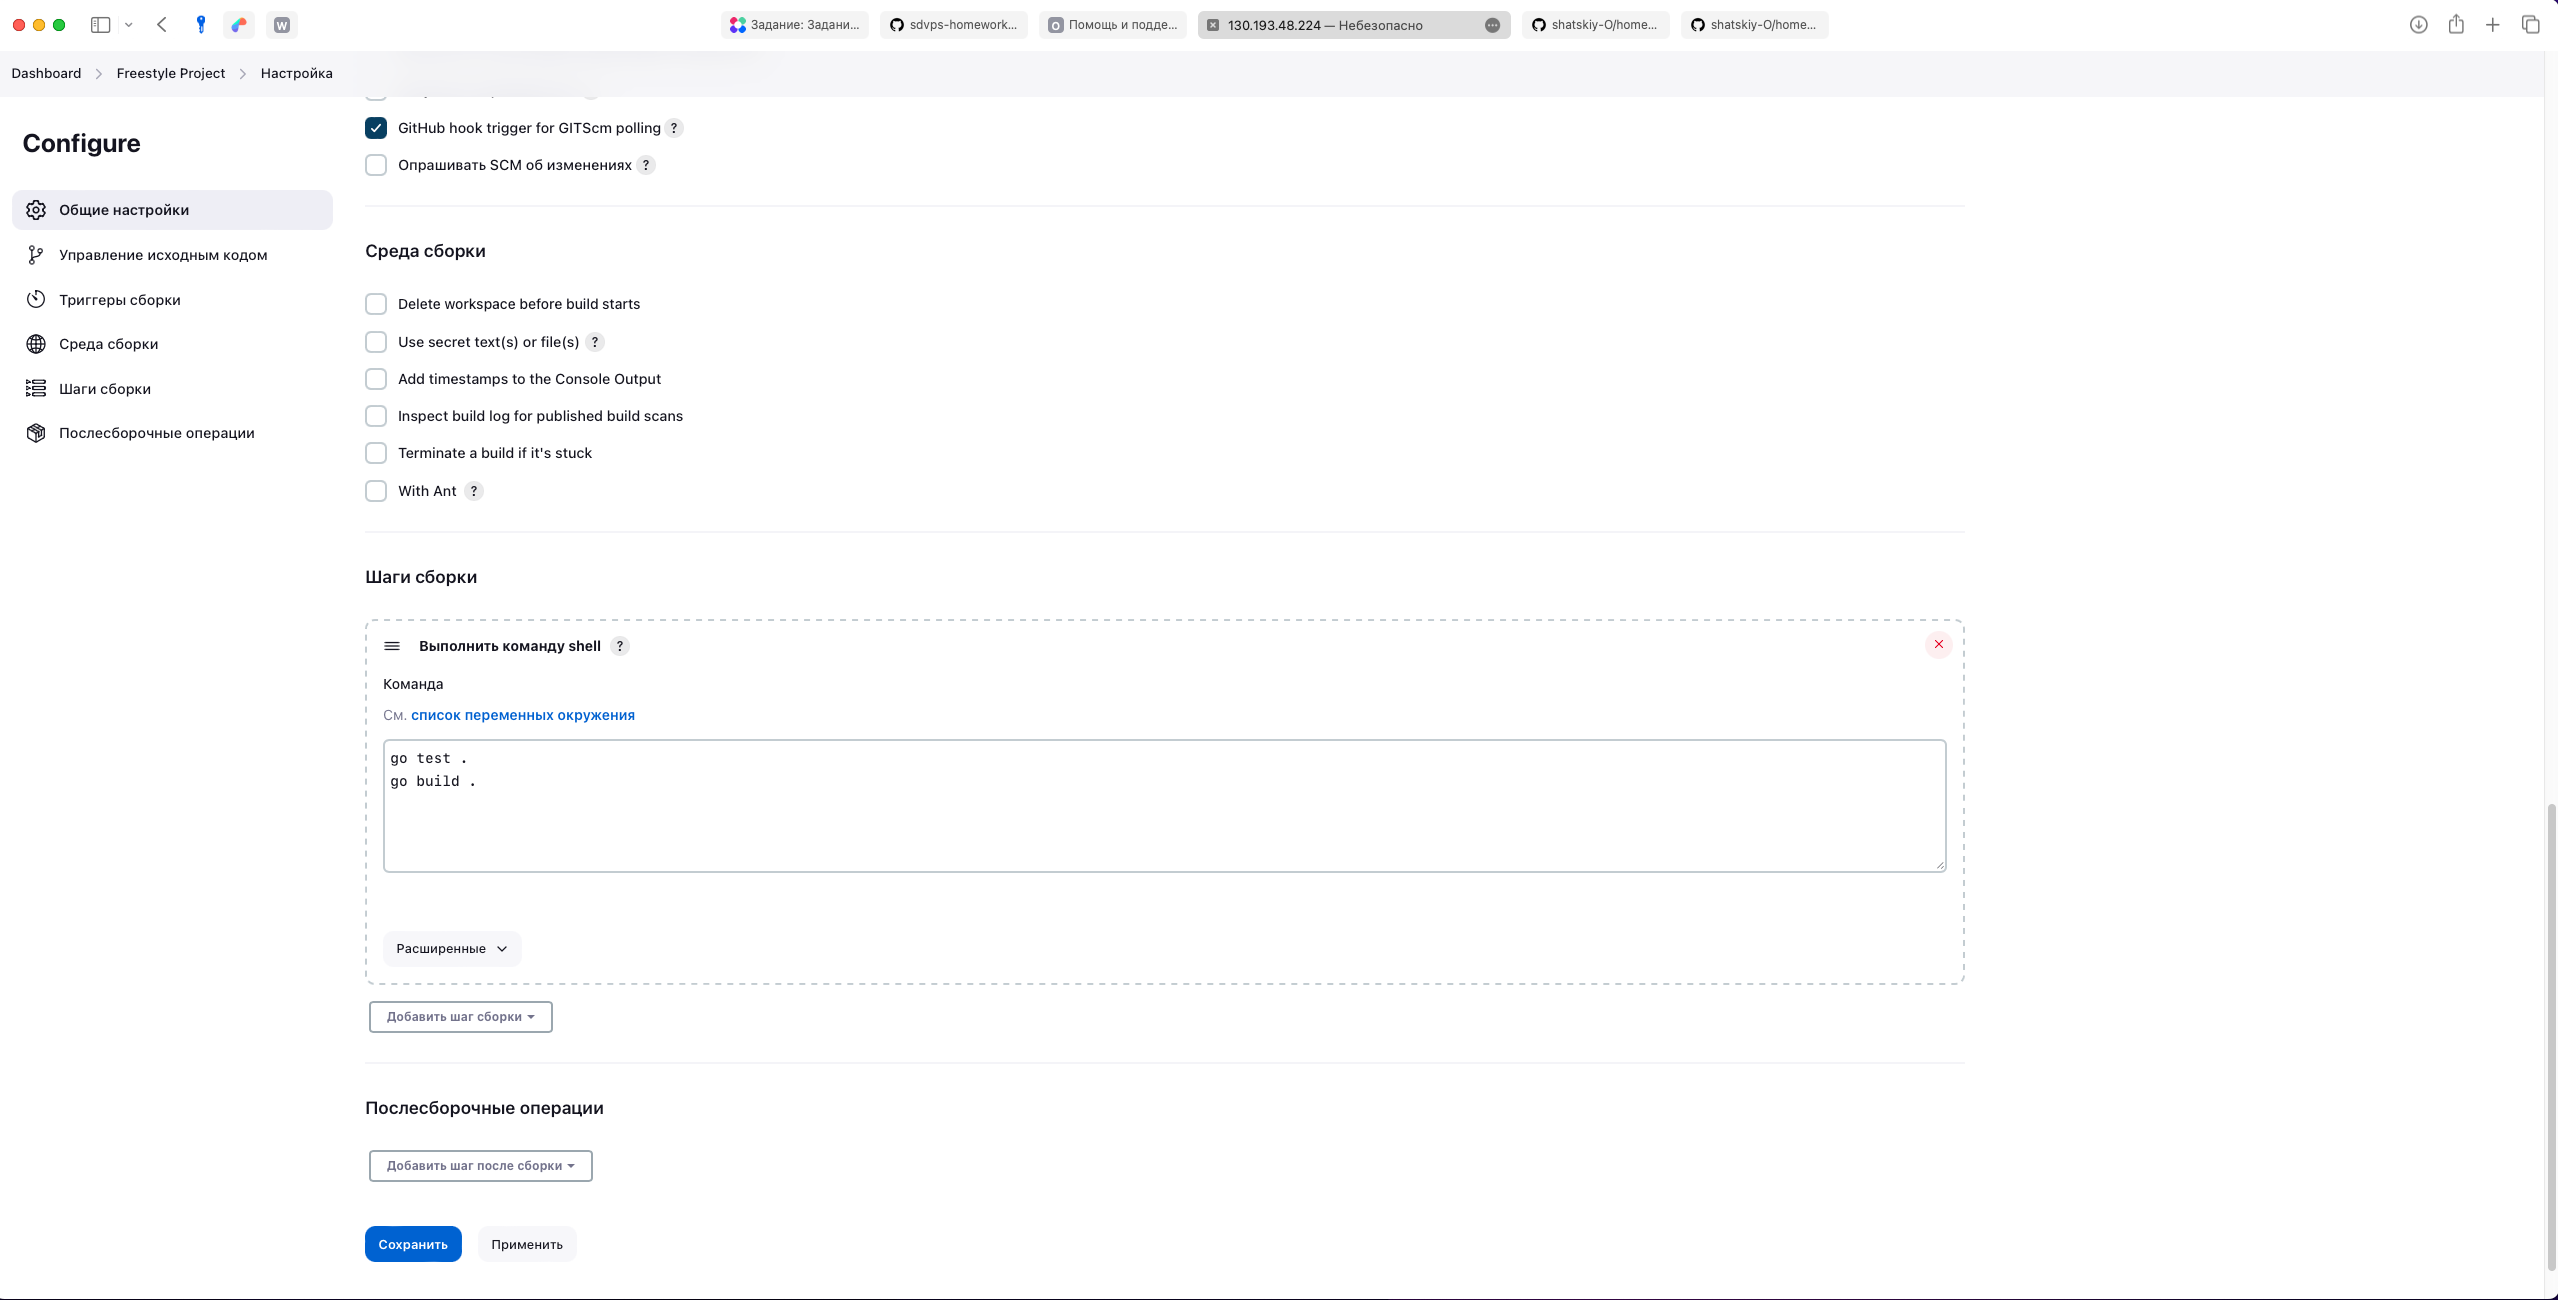 Задание: Задани...
sdvps-homework...
Помощь и подде...
130.193.48.224 — Небезопасно
shatskiy-O/home...
shatskiy-O/home...
W
Dashboard
Freestyle Project
Настройка
Configure
Общие настройки
Управление исходным кодом
Триггеры сборки
Среда сборки
Шаги сборки
Послесборочные операции
GitHub hook trigger for GITScm polling ?
Опрашивать SCM об изменениях ?
Среда сборки
Delete workspace before build starts
Use secret text(s) or file(s) ?
Add timestamps to the Console Output
Inspect build log for published build scans
Terminate a build if it's stuck
With Ant ?
Шаги сборки
Выполнить команду shell ?
Команда
См. список переменных окружения
go test .
go build .
Расширенные
Добавить шаг сборки
Послесборочные операции
Добавить шаг после сборки
Сохранить
Применить